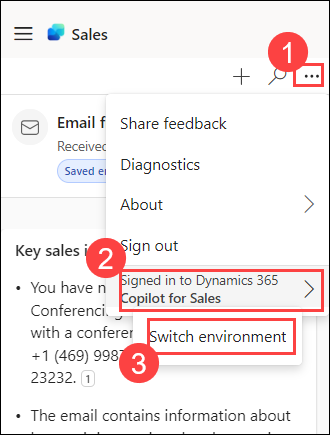 Sales
1
Email f
Received
Saved e
Share feedback
Diagnostics
About
Sign out
2
Signed in to Dynamics 365
Copilot for Sales
Switch environment
3
Key sales i
• You have n
Conferencing
with a confere
+1 (469) 998
23232. 1
• The email contains information about